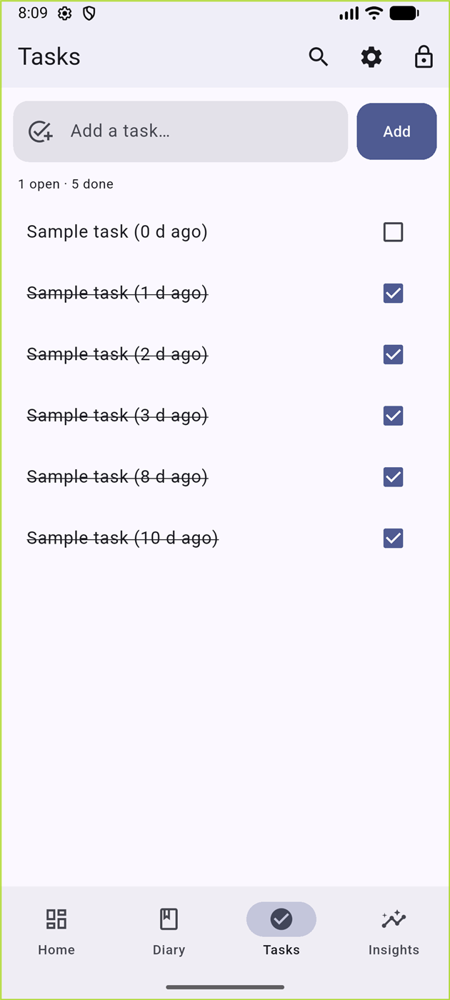 8:09
Tasks
Add a task…
Add
1 open · 5 done
Sample task (0 d ago)
Sample task (1 d ago)
Sample task (2 d ago)
Sample task (3 d ago)
Sample task (8 d ago)
Sample task (10 d ago)
Home
Diary
Tasks
Insights